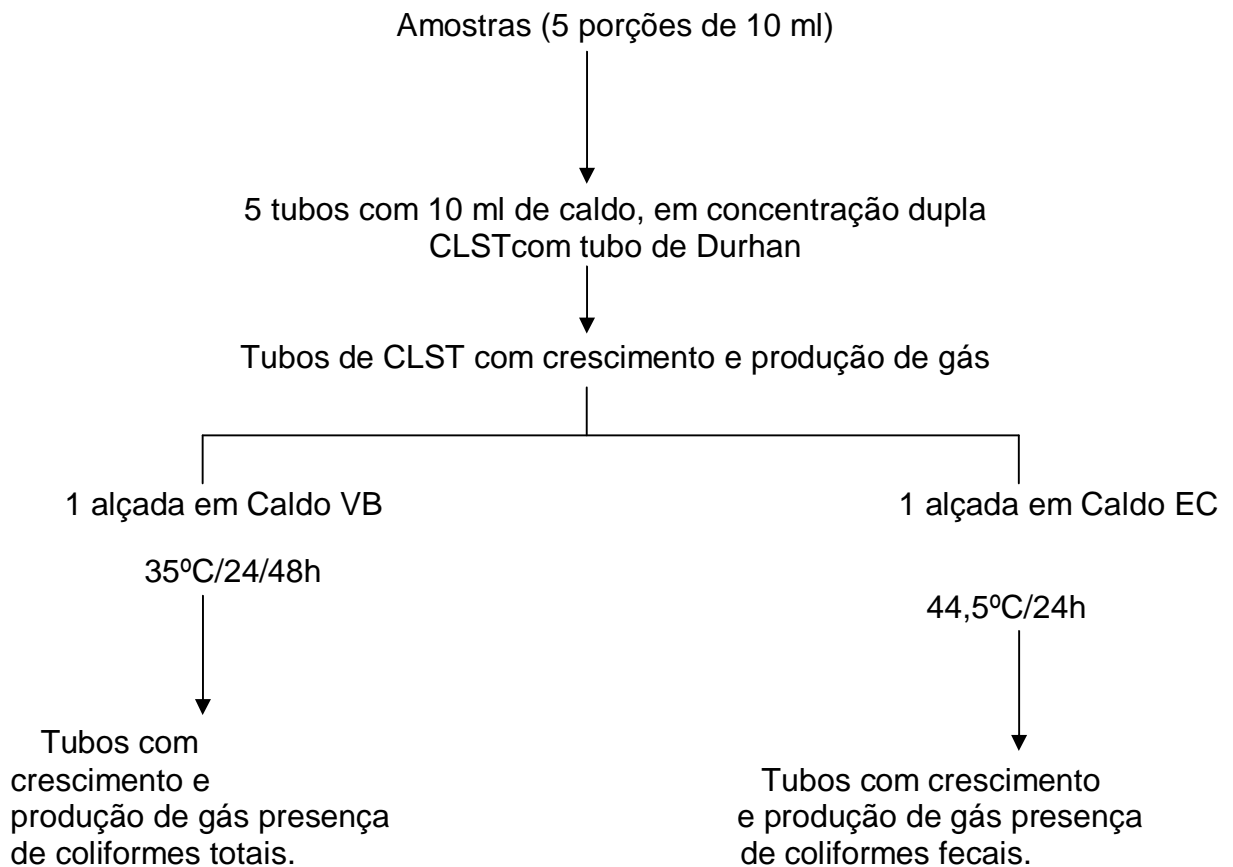 Amostras (5 porções de 10 ml)
5 tubos com 10 ml de caldo, em concentração dupla
CLSTcom tubo de Durhan
Tubos de CLST com crescimento e produção de gás
1 alçada em Caldo VB
35ºC/24/48h
Tubos com
crescimento e
produção de gás presença
de coliformes totais.
1 alçada em Caldo EC
44,5ºC/24h
Tubos com crescimento
e produção de gás presença
de coliformes fecais.